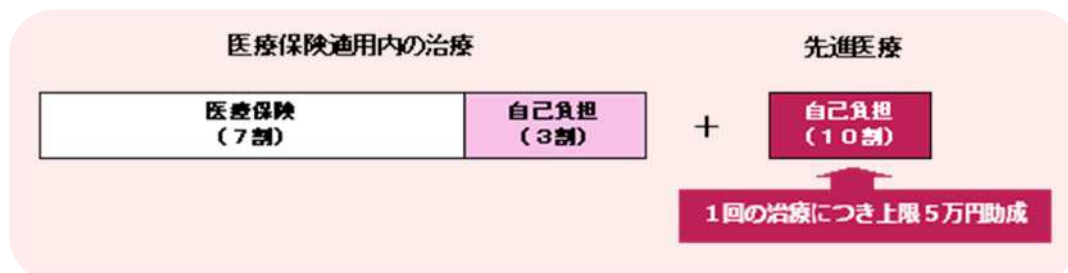 医療保険適用内の治療
先進医療
医療保険
(7割)
自己負担
(3割)
+
自己負担
(10割)
1回の治療につき上限5万円助成